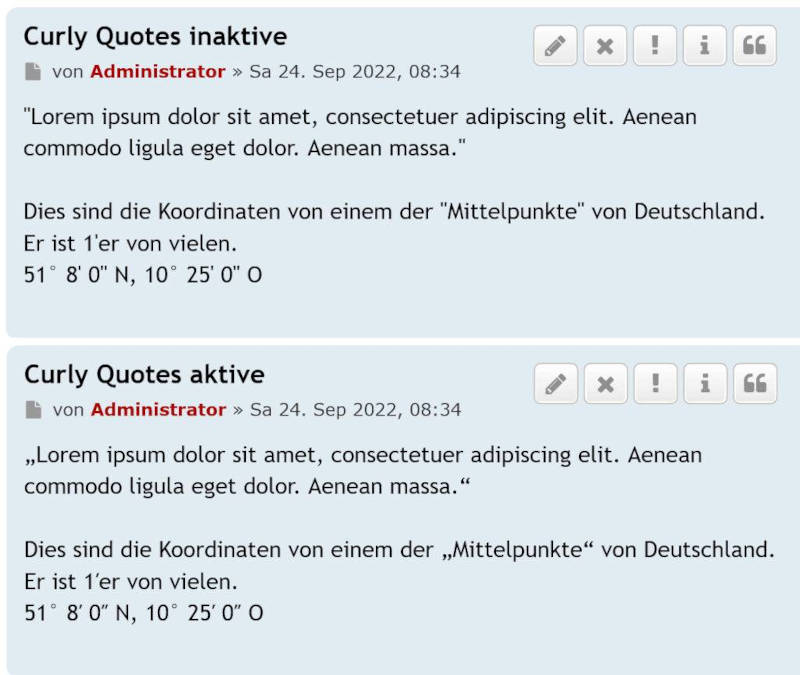 Curly Quotes inaktive
von Administrator » Sa 24. Sep 2022, 08:34
"Lorem ipsum dolor sit amet, consectetuer adipiscing elit. Aenean
commodo ligula eget dolor. Aenean massa."
Dies sind die Koordinaten von einem der "Mittelpunkte" von Deutschland.
Er ist 1'er von vielen.
51° 8' 0" N, 10° 25' 0" O
Curly Quotes aktive
von Administrator » Sa 24. Sep 2022, 08:34
„Lorem ipsum dolor sit amet, consectetuer adipiscing elit. Aenean
commodo ligula eget dolor. Aenean massa.“
Dies sind die Koordinaten von einem der „Mittelpunkte“ von Deutschland.
Er ist 1′er von vielen.
51° 8′ 0″ N, 10° 25′ 0″ O